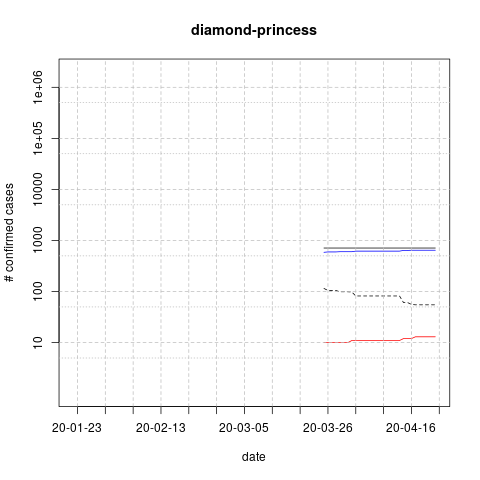 diamond-princess
# confirmed cases
1e+06
1e+05
10000
1000
100
10
20-01-23 20-02-13 20-03-05 20-03-26 20-04-16
date